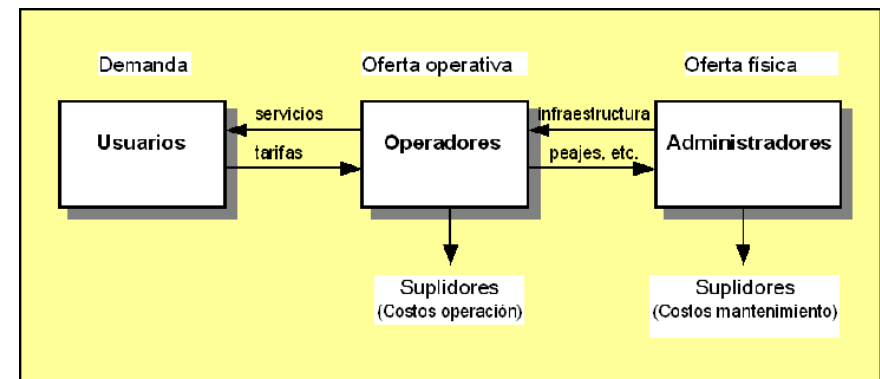 Demanda
Oferta operativa
Oferta física
Usuarios
servicios
tarifas
Operadores
infraestructura
peajes, etc.
Administradores
Suplidores
(Costos operación)
Suplidores
(Costos mantenimiento)